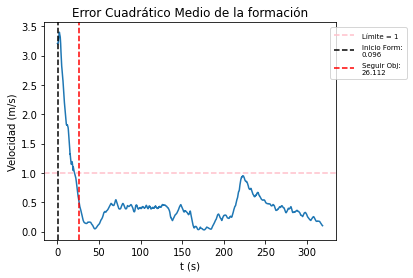 Error Cuadrático Medio de la formación
Velocidad (m/s)
3.5
3.0
2.5
2.0
1.5
1.0
0.5
0.0
0
50
100
150
200
250
300
t (s)
Límite = 1
Inicio Form:
0.096
Seguir Obj:
26.112